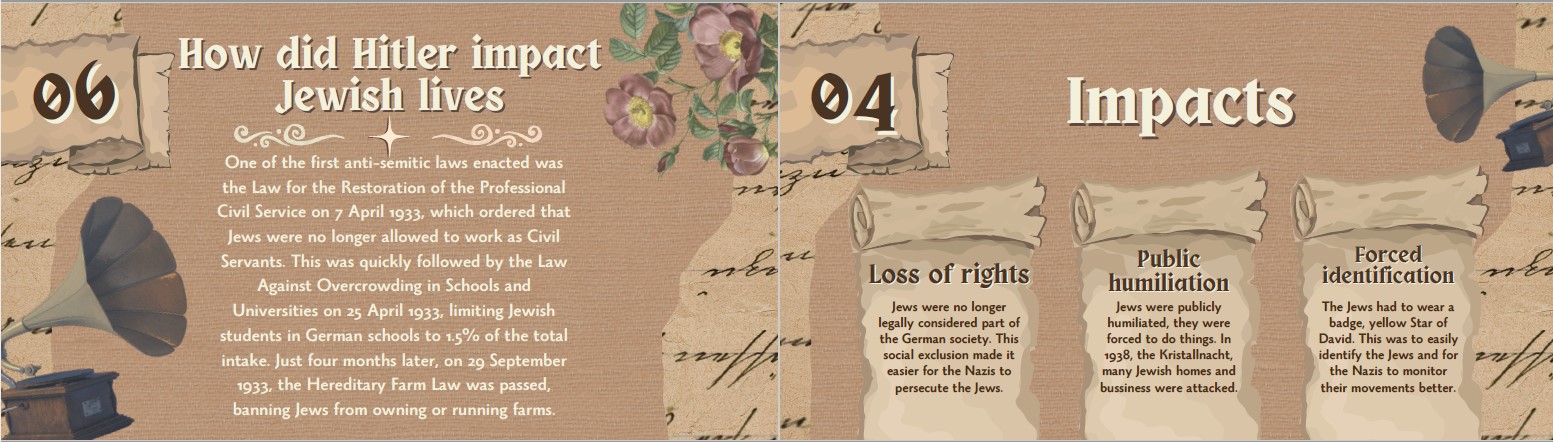 06
How did Hitler impact
Jewish lives
One of the first anti-semitic laws enacted was
the Law for the Restoration of the Professional
Civil Service on 7 April 1933, which ordered that
Jews were no longer allowed to work as Civil
Servants. This was quickly followed by the Law
Against Overcrowding in Schools and
Universities on 25 April 1933, limiting Jewish
students in German schools to 1.5% of the total
intake. Just four months later, on 29 September
1933, the Hereditary Farm Law was passed,
banning Jews from owning or running farms.
04
Impacts
Loss of rights
Jews were no longer
legally considered part of
the German society. This
social exclusion made it
easier for the Nazis to
persecute the Jews.
Public
humiliation
Jews were publicly
humiliated, they were
forced to do things. In
1938, the Kristallnacht,
many Jewish homes and
bussiness were attacked.
Forced
identification
The Jews had to wear a
badge, yellow Star of
David. This was to easily
identify the Jews and for
the Nazis to monitor
their movements better.